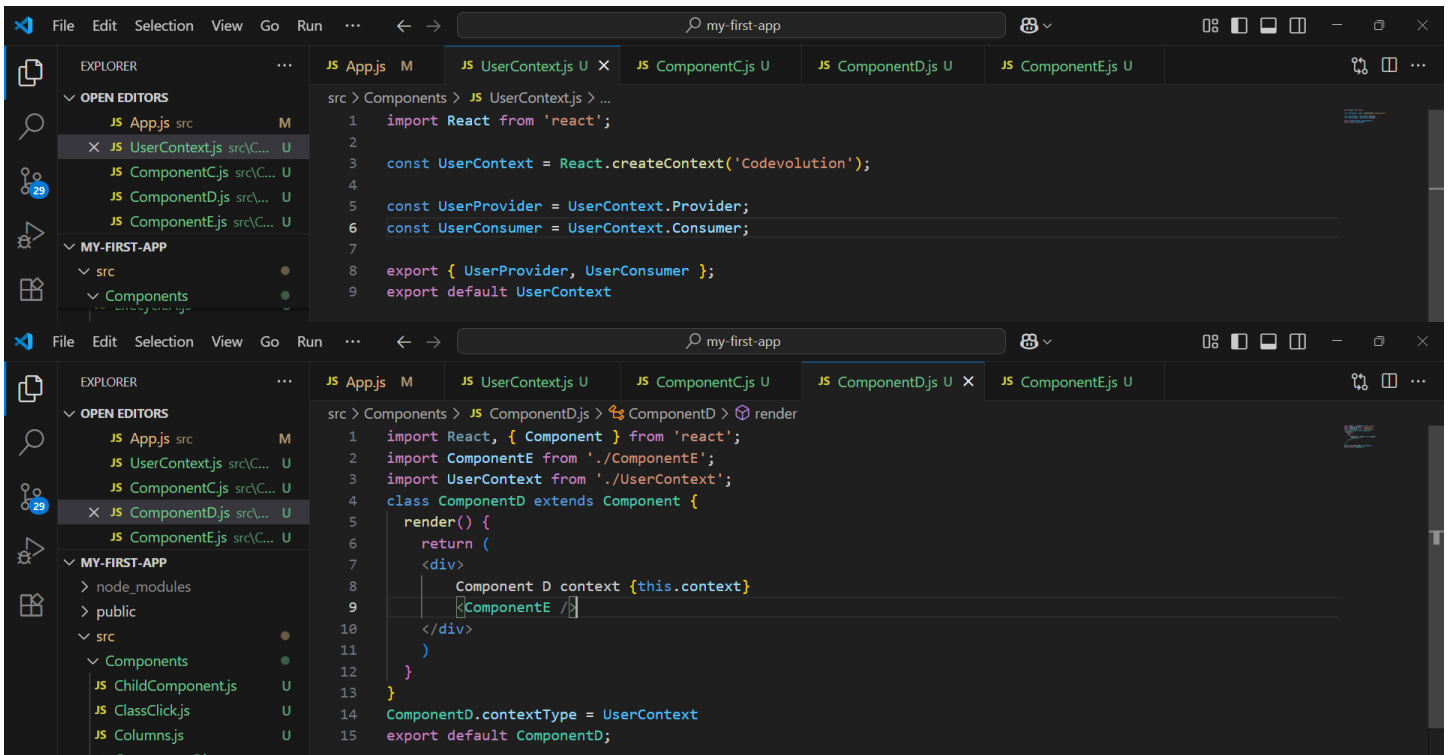 File Edit Selection View Go Run ··· my-first-app
EXPLORER ···
OPEN EDITORS
JS App.js src M
JS UserContext.js src\C... U
JS ComponentC.js src\C... U
JS ComponentD.js src\... U
JS ComponentE.js src\C... U
29
MY-FIRST-APP
src
Components
JS App.js M JS UserContext.js U JS ComponentC.js U JS ComponentD.js U JS ComponentE.js U ···
src > Components > JS UserContext.js > ...
1 import React from 'react';
2
3 const UserContext = React.createContext('Codevolution');
4
5 const UserProvider = UserContext.Provider;
6 const UserConsumer = UserContext.Consumer;
7
8 export { UserProvider, UserConsumer };
9 export default UserContext
File Edit Selection View Go Run ··· my-first-app
EXPLORER ···
OPEN EDITORS
JS App.js src M
JS UserContext.js src\C... U
JS ComponentC.js src\C... U
JS ComponentD.js src\... U
JS ComponentE.js src\C... U
29
MY-FIRST-APP
node_modules
public
src
Components
JS ChildComponent.js U
JS ClassClick.js U
JS Columns.js U
JS App.js M JS UserContext.js U JS ComponentC.js U JS ComponentD.js U JS ComponentE.js U ···
src > Components > JS ComponentD.js > ComponentD > render
1 import React, { Component } from 'react';
2 import ComponentE from './ComponentE';
3 import UserContext from './UserContext';
4 class ComponentD extends Component {
5 render() {
6 return (
7 <div>
8 Component D context {this.context}
9 <ComponentE />
10 </div>
11 )
12 }
13 }
14 ComponentD.contextType = UserContext
15 export default ComponentD;